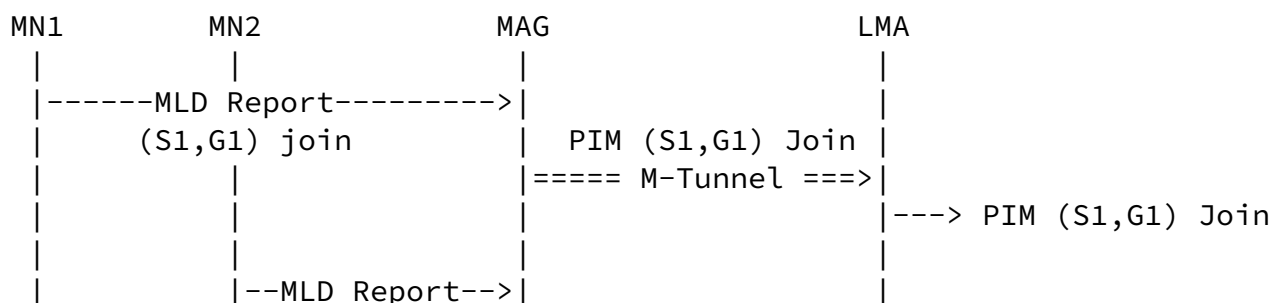 MN1 MN2 MAG LMA
| | | |
|------MLD Report--------->| |
| (S1,G1) join | PIM (S1,G1) Join |
| | |===== M-Tunnel ===>|
| | | |---> PIM (S1,G1) Join
| | | |
| |--MLD Report-->| |